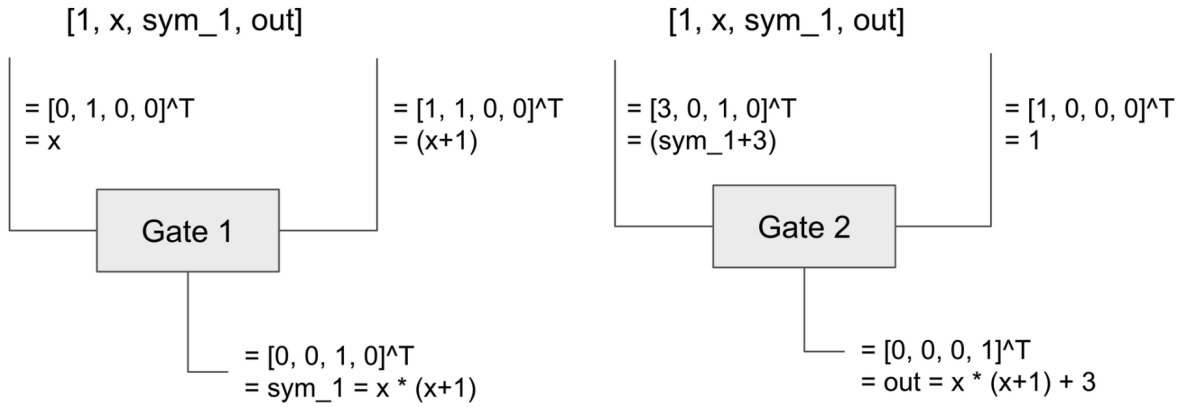 [1, x, sym_1, out]
= [0, 1, 0, 0]^T
= x
= [1, 1, 0, 0]^T
= (x+1)
Gate 1
= [0, 0, 1, 0]^T
= sym_1 = x * (x+1)
[1, x, sym_1, out]
= [3, 0, 1, 0]^T
= (sym_1+3)
= [1, 0, 0, 0]^T
= 1
Gate 2
= [0, 0, 0, 1]^T
= out = x * (x+1) + 3